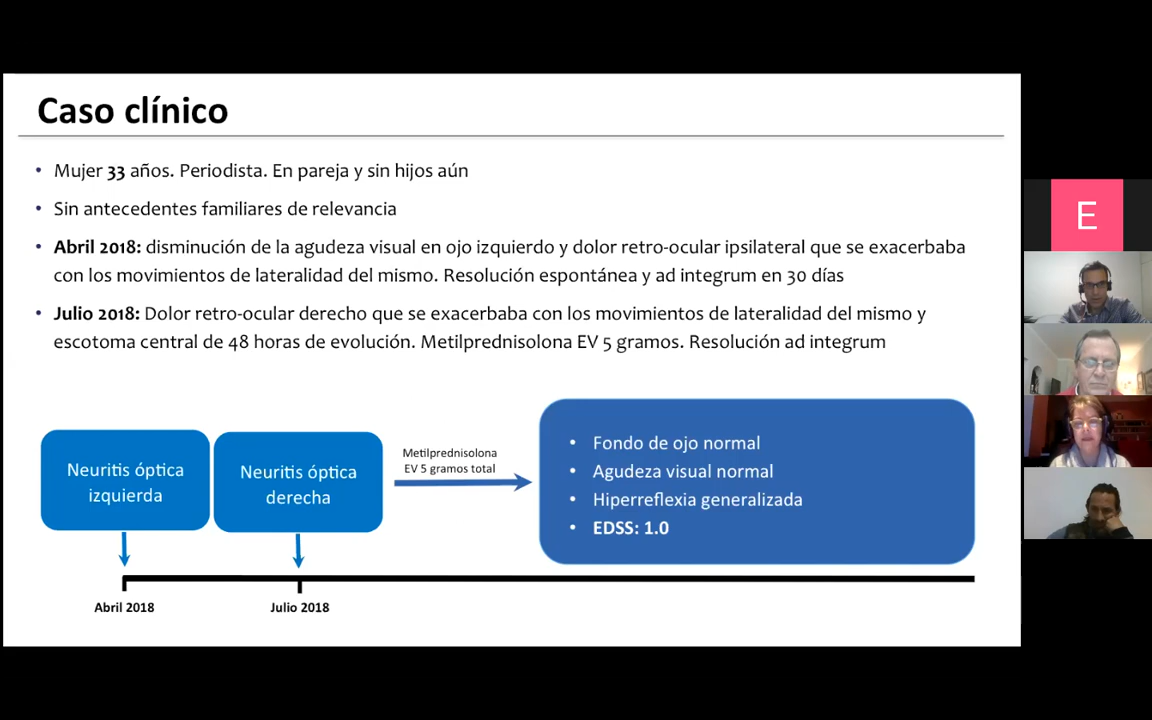 Caso clínico
• Mujer 33 años. Periodista. En pareja y sin hijos aún
• Sin antecedentes familiares de relevancia
• Abril 2018: disminución de la agudeza visual en ojo izquierdo y dolor retro-ocular ipsilateral que se exacerbaba
con los movimientos de lateralidad del mismo. Resolución espontánea y ad integrum en 30 días
• Julio 2018: Dolor retro-ocular derecho que se exacerbaba con los movimientos de lateralidad del mismo y
escotoma central de 48 horas de evolución. Metilprednisolona EV 5 gramos. Resolución ad integrum
Neuritis óptica
izquierda
Neuritis óptica
derecha
Metilprednisolona
EV 5 gramos total
• Fondo de ojo normal
• Agudeza visual normal
• Hiperreflexia generalizada
• EDSS: 1.0
Abril 2018
Julio 2018
E